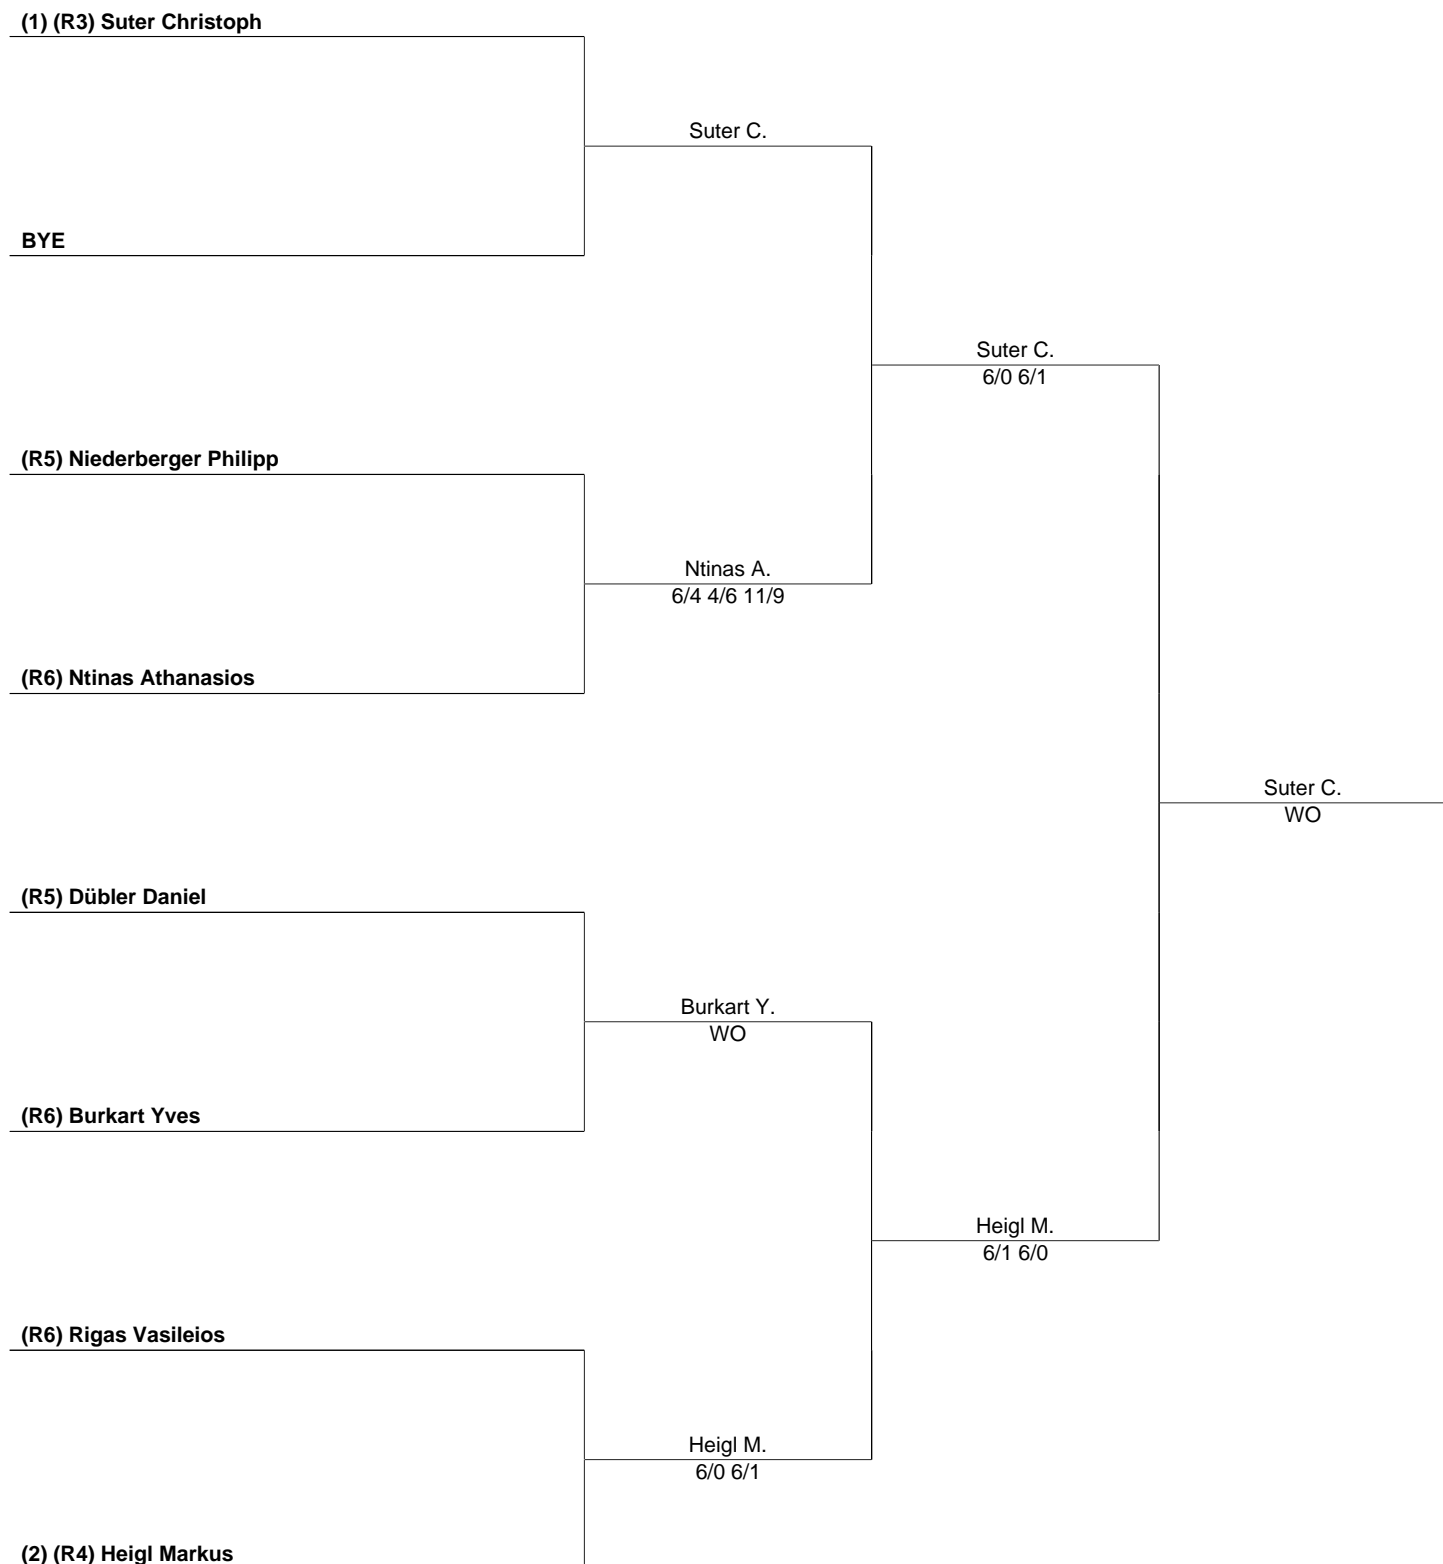 (1) (R3) Suter Christoph
Suter C.
BYE
Suter C.
6/0 6/1
(R5) Niederberger Philipp
Ntinas A.
6/4 4/6 11/9
(R6) Ntinas Athanasios
Suter C.
WO
(R5) Dübler Daniel
Burkart Y.
WO
(R6) Burkart Yves
Heigl M.
6/1 6/0
(R6) Rigas Vasileios
Heigl M.
6/0 6/1
(2) (R4) Heigl Markus